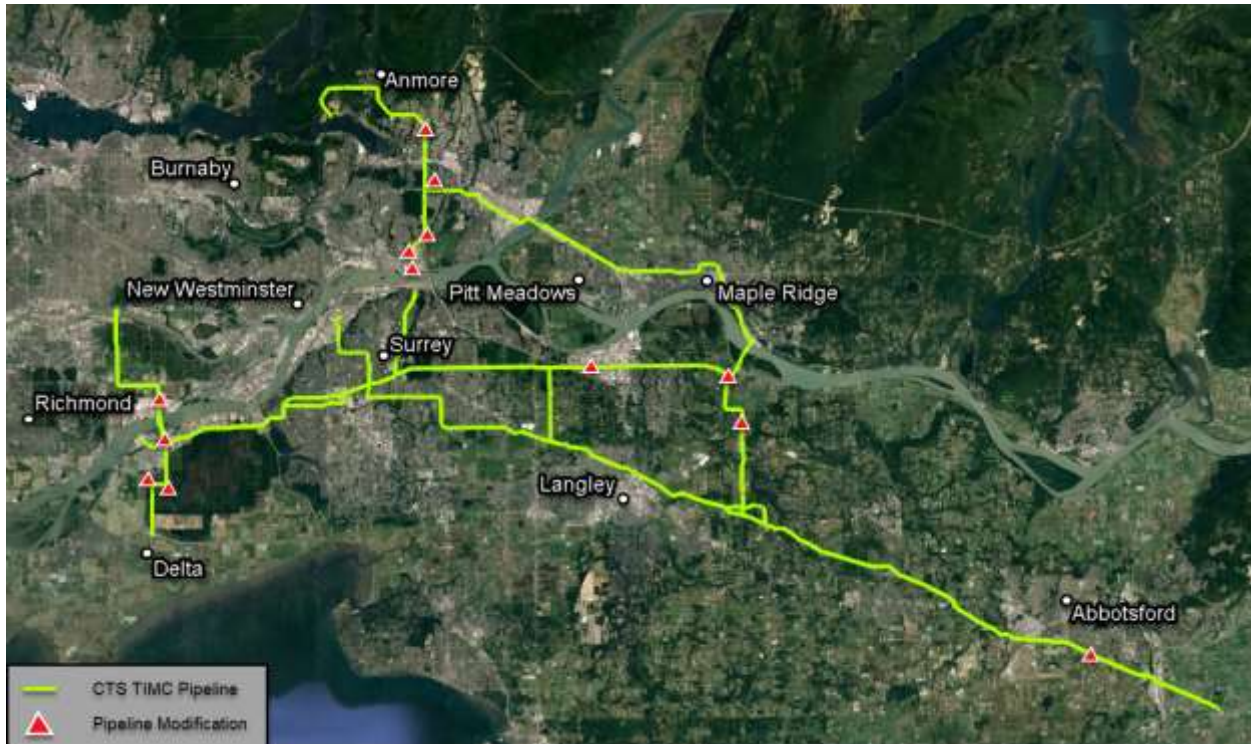 Anmore
Burnaby
New Westminster
Pitt Meadows
Maple Ridge
Surrey
Richmond
Langley
Delta
Abbotsford
CTS TIMC Pipeline
Pipeline Modification